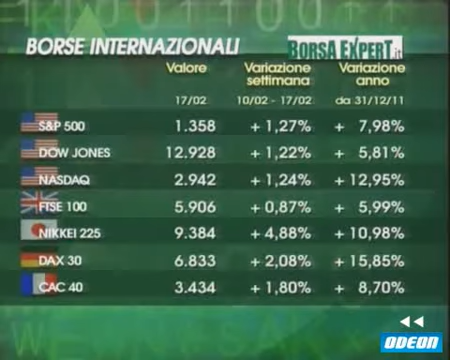 BORSE INTERNAZIONALI BORSAEXPERT.it
Valore Variazione settimana Variazione anno
17/02 10/02 - 17/02 da 31/12/11
S&P 500 1.358 + 1,27% + 7,98%
DOW JONES 12.928 + 1,22% + 5,81%
NASDAQ 2.942 + 1,24% + 12,95%
FTSE 100 5.906 + 0,87% + 5,99%
NIKKEI 225 9.384 + 4,88% + 10,98%
DAX 30 6.833 + 2,08% + 15,85%
CAC 40 3.434 + 1,80% + 8,70%
ODEON